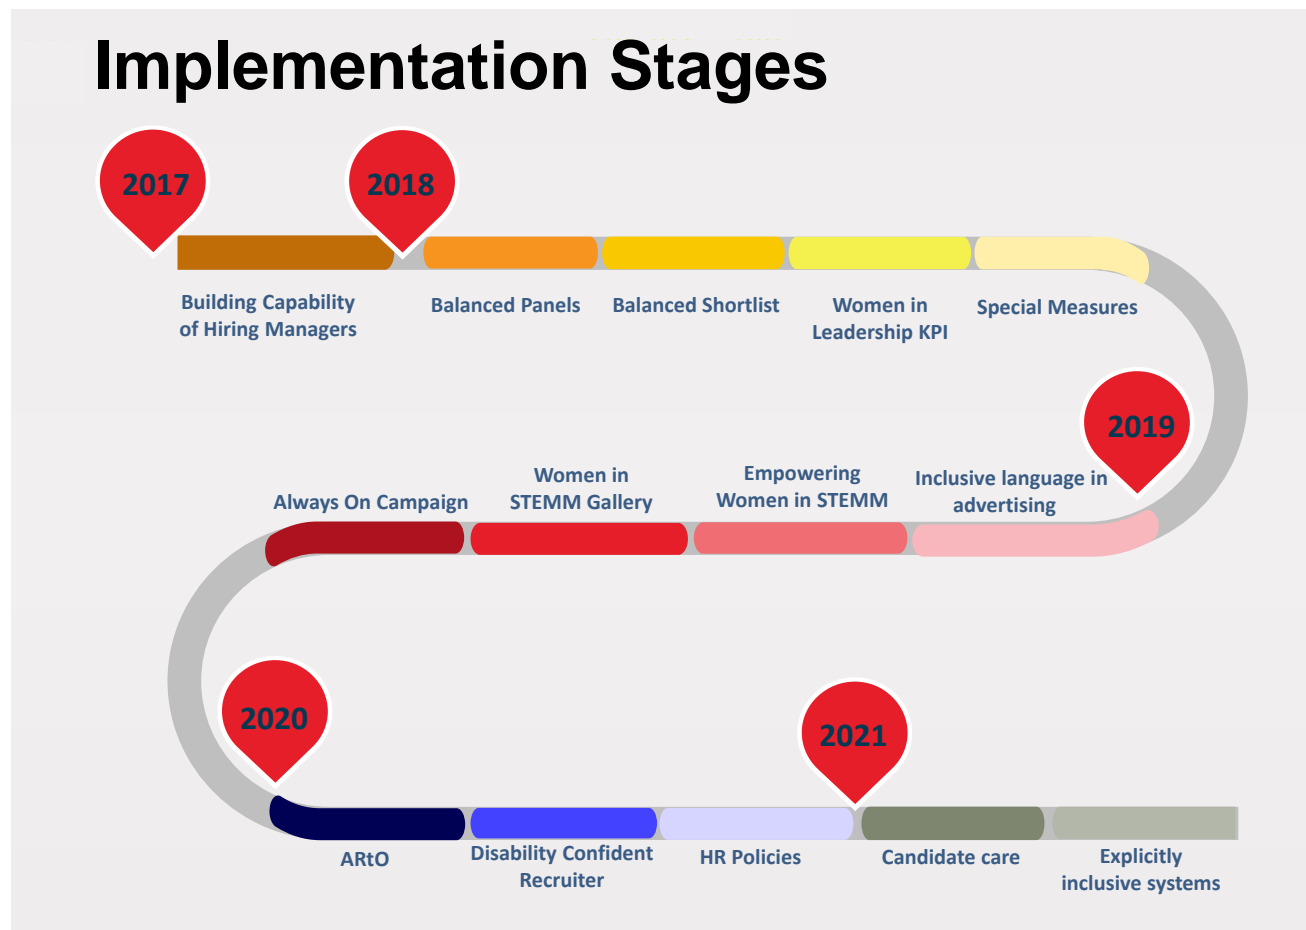 Implementation Stages
2017
2018
Building Capability
of Hiring Managers
Balanced Panels
Balanced Shortlist
Women in
Leadership KPI
Special Measures
2019
Inclusive language in
advertising
Empowering
Women in STEMM
Women in
STEMM Gallery
Always On Campaign
2020
2021
ARtO
Disability Confident
Recruiter
HR Policies
Candidate care
Explicitly
inclusive systems